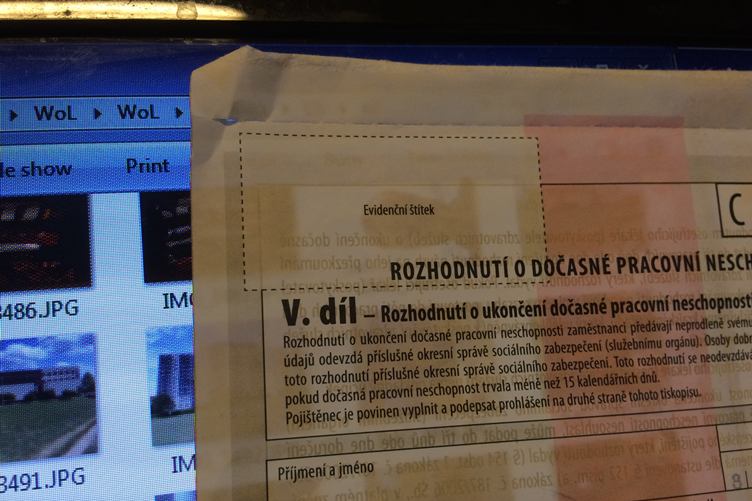 WoL WoL
le show Print
3486.JPG IM
3491.JPG IM
C
Evidenční štítek
ROZHODNUTÍ O DOČASNÉ PRACOVNÍ NESCH
V. díl – Rozhodnutí o ukončení dočasné pracovní neschopnost
Rozhodnutí o ukončení dočasné pracovní neschopnosti zaměstnanci předávají neprodleně svému
údajů odevzdá příslušné okresní správě sociálního zabezpečení (služebnímu orgánu). Osoby dobr
toto rozhodnutí příslušné okresní správě sociálního zabezpečení. Toto rozhodnutí se neodevzdáv
pokud dočasná pracovní neschopnost trvala méně než 15 kalendářních dnů.
Pojištěnec je povinen vyplnit a podepsat prohlášení na druhé straně tohoto tiskopisu.
Příjmení a jméno